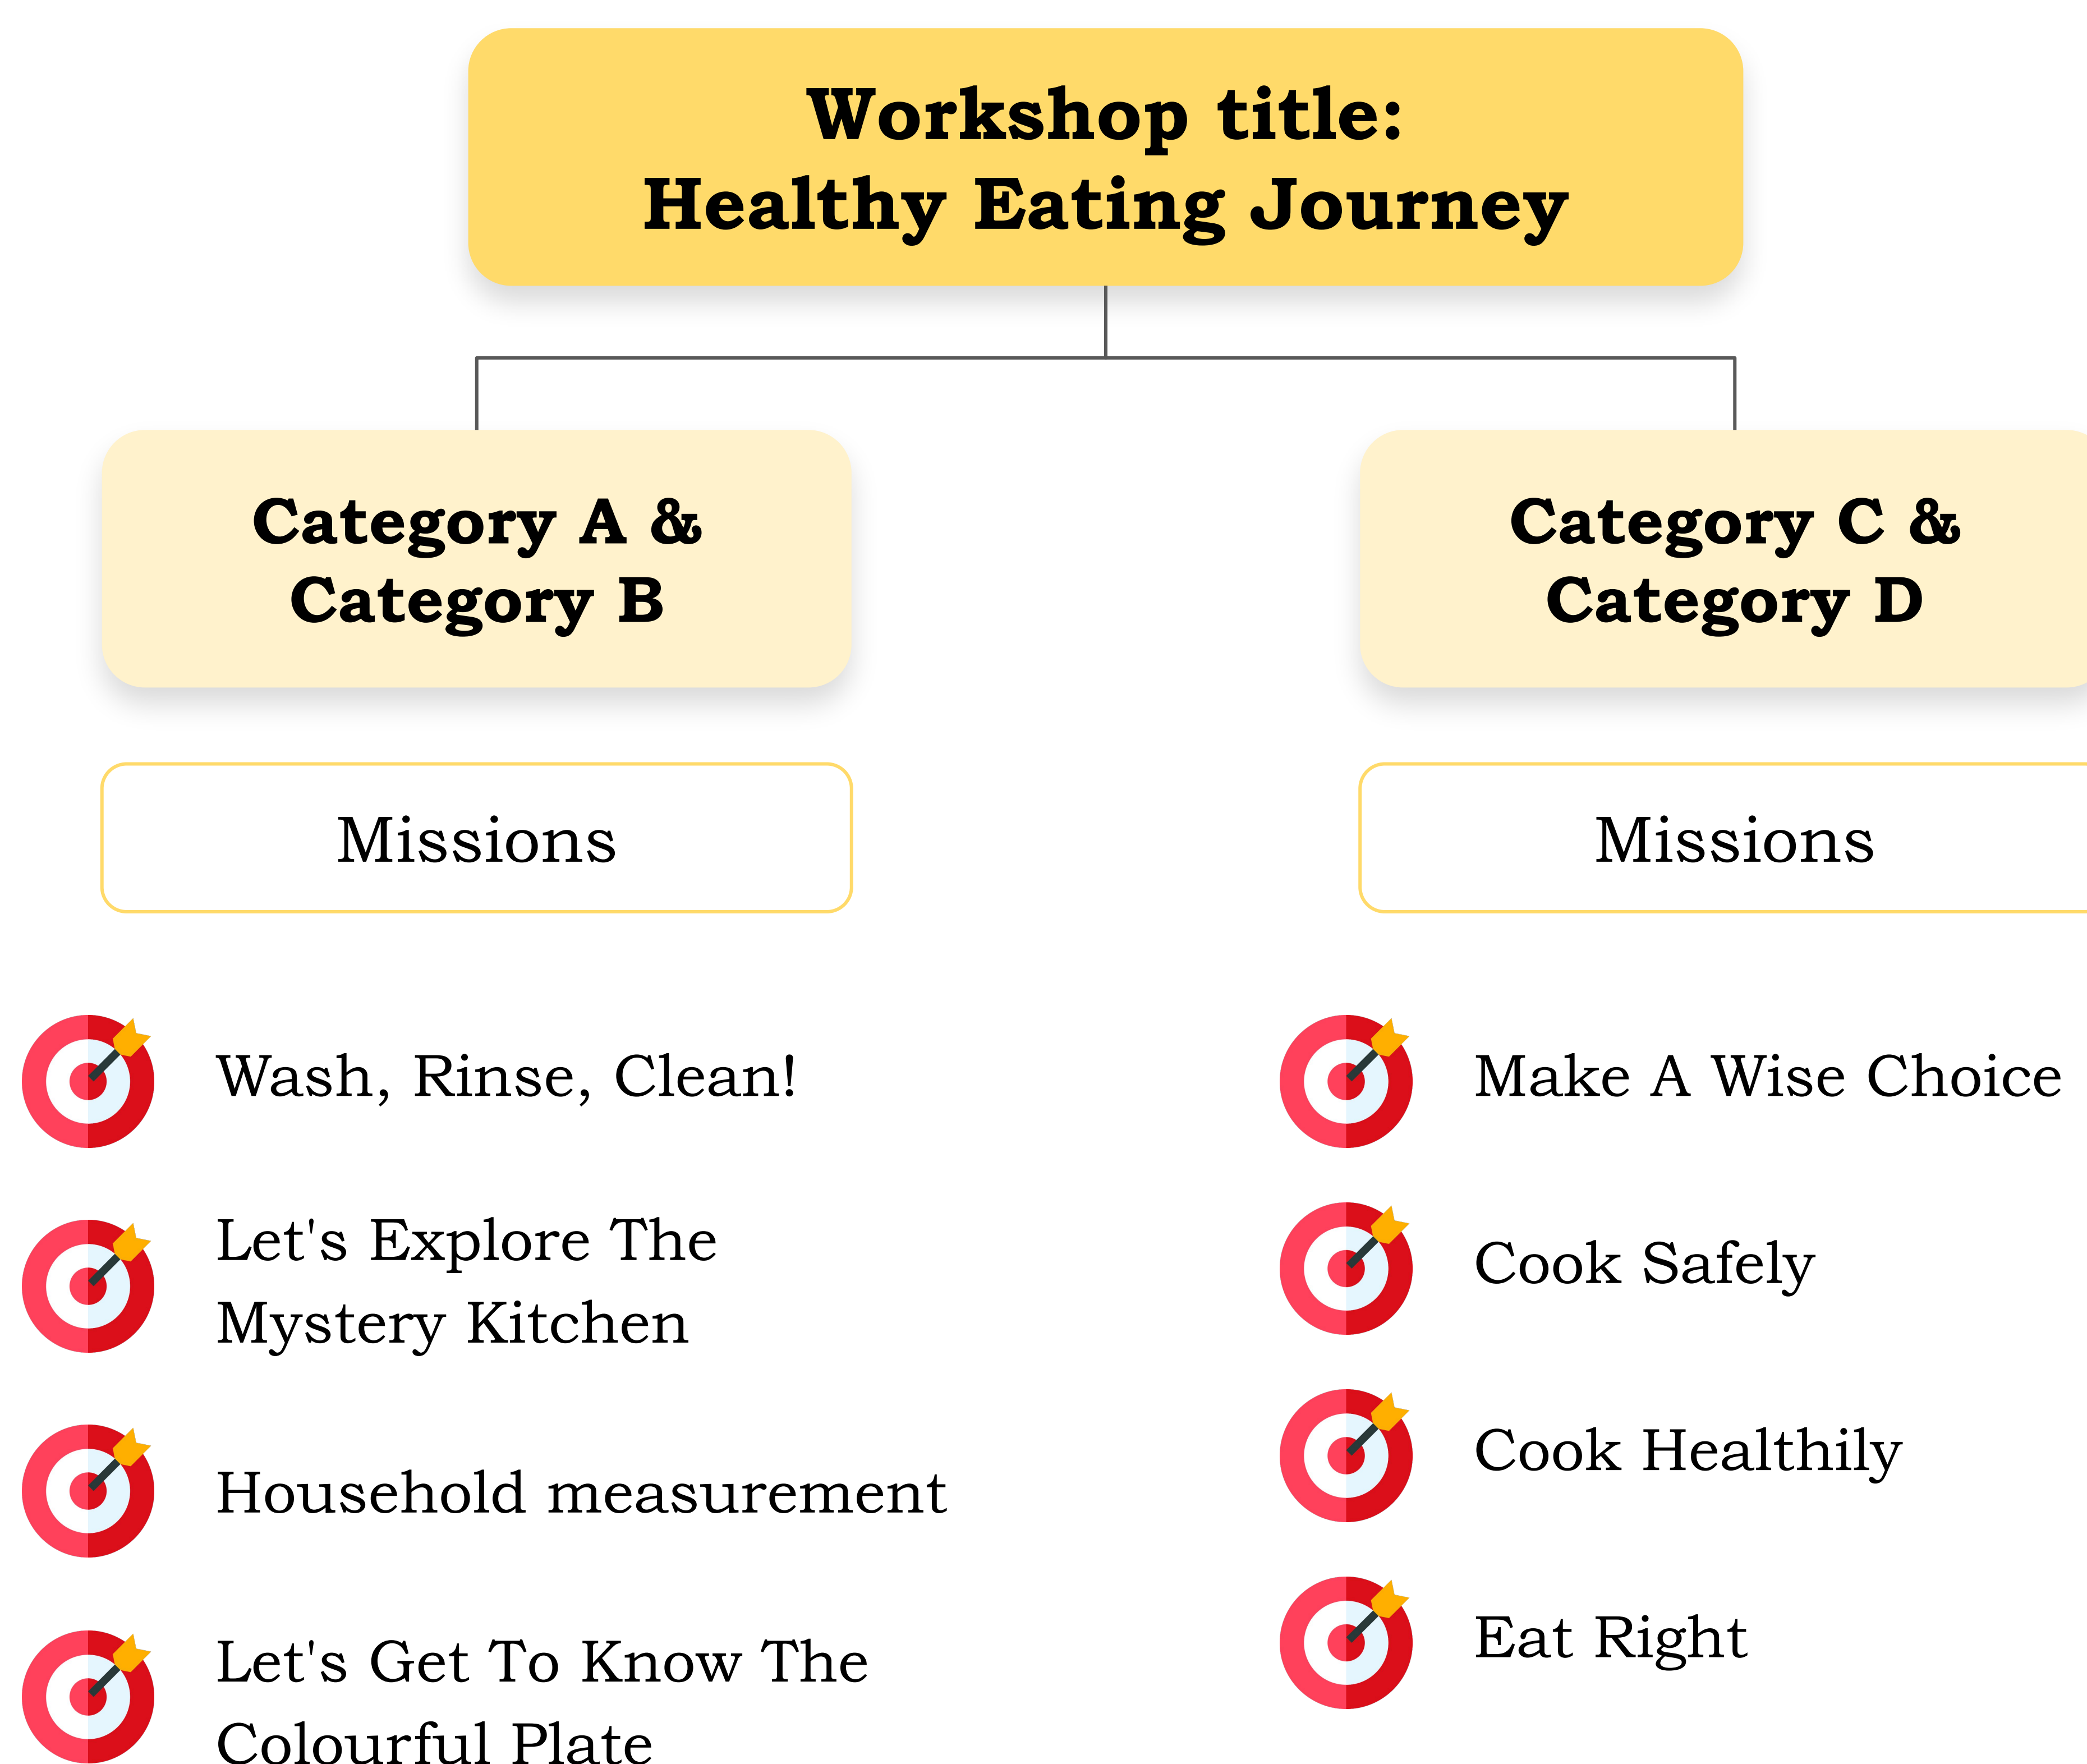 Workshop title:
Healthy Eating Journey
Category A &
Category B
Missions
Wash, Rinse, Clean!
Let's Explore The
Mystery Kitchen
Household measurement
Let's Get To Know The
Colourful Plate
Category C &
Category D
Missions
Make A Wise Choice
Cook Safely
Cook Healthily
Eat Right